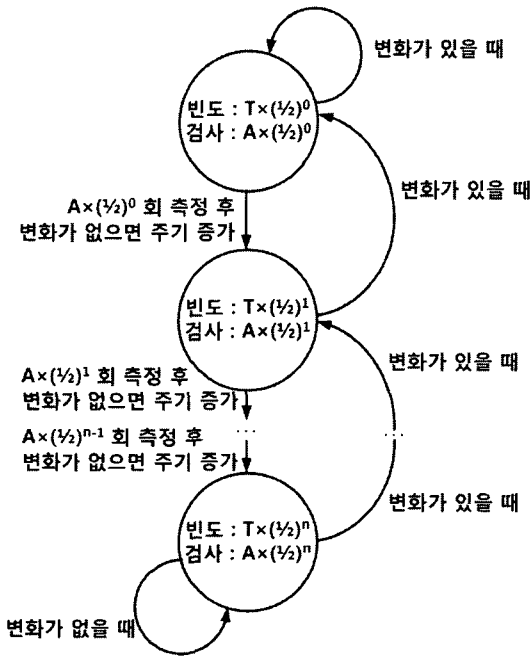 변화가 있을 때
빈도 : T×(½)⁰
검사 : A×(½)⁰
변화가 있을 때
A×(½)⁰ 회 측정 후
변화가 없으면 주기 증가
빈도 : T×(½)¹
검사 : A×(½)¹
변화가 있을 때
A×(½)¹ 회 측정 후
변화가 없으면 주기 증가
...
A×(½)ⁿ⁻¹ 회 측정 후
변화가 없으면 주기 증가
...
변화가 있을 때
빈도 : T×(½)ⁿ
검사 : A×(½)ⁿ
변화가 없을 때